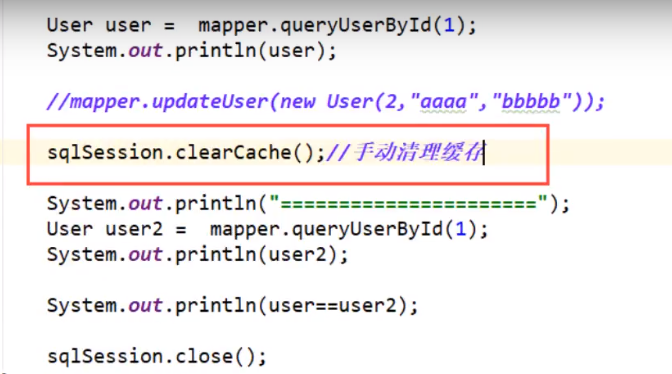 User user =  mapper.queryUserById(1);
System.out.println(user);
//mapper.updateUser(new User(2,"aaaa","bbbbb"));
sqlSession.clearCache();//手动清理缓存
System.out.println("======================");
User user2 =  mapper.queryUserById(1);
System.out.println(user2);
System.out.println(user==user2);
sqlSession.close();